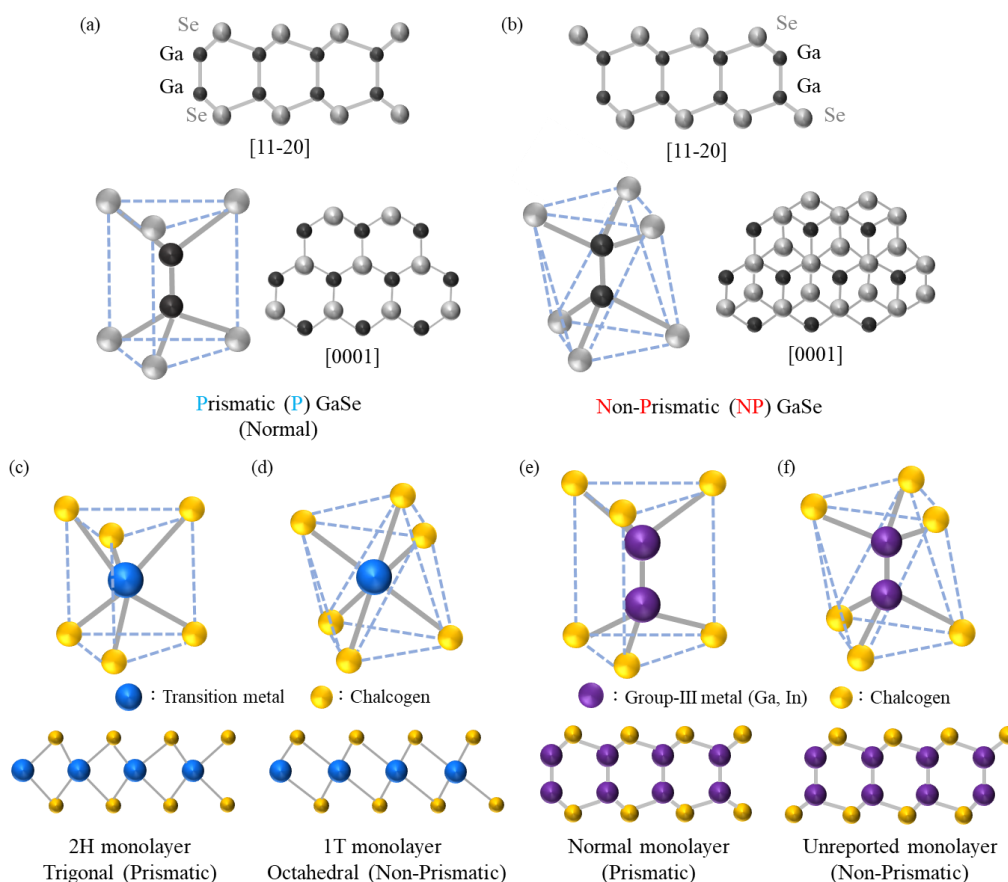 (a)
Se
Ga
Ga
Se
[11-20]
[0001]
Prismatic (P) GaSe
(Normal)
(b)
Se
Ga
Ga
Se
[11-20]
[0001]
Non-Prismatic (NP) GaSe
(c)
(d)
(e)
(f)
: Transition metal
: Chalcogen
: Group-III metal (Ga, In)
: Chalcogen
2H monolayer
Trigonal (Prismatic)
1T monolayer
Octahedral (Non-Prismatic)
Normal monolayer
(Prismatic)
Unreported monolayer
(Non-Prismatic)